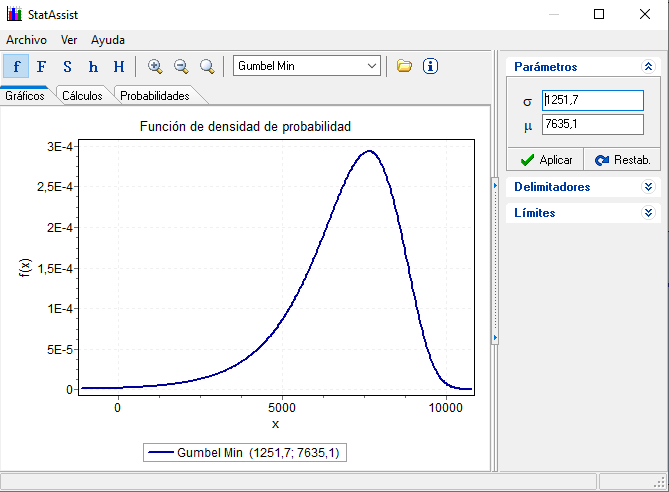 StatAssist
Archivo Ver Ayuda
f F S h H Gumbel Min
Gráficos Cálculos Probabilidades
Función de densidad de probabilidad
3E-4
2,5E-4
2E-4
1,5E-4
1E-4
5E-5
0
f(x)
0 5000 10000
x
Gumbel Min (1251,7; 7635,1)
Parámetros
σ 1251,7
μ 7635,1
Aplicar Restab.
Delimitadores
Límites